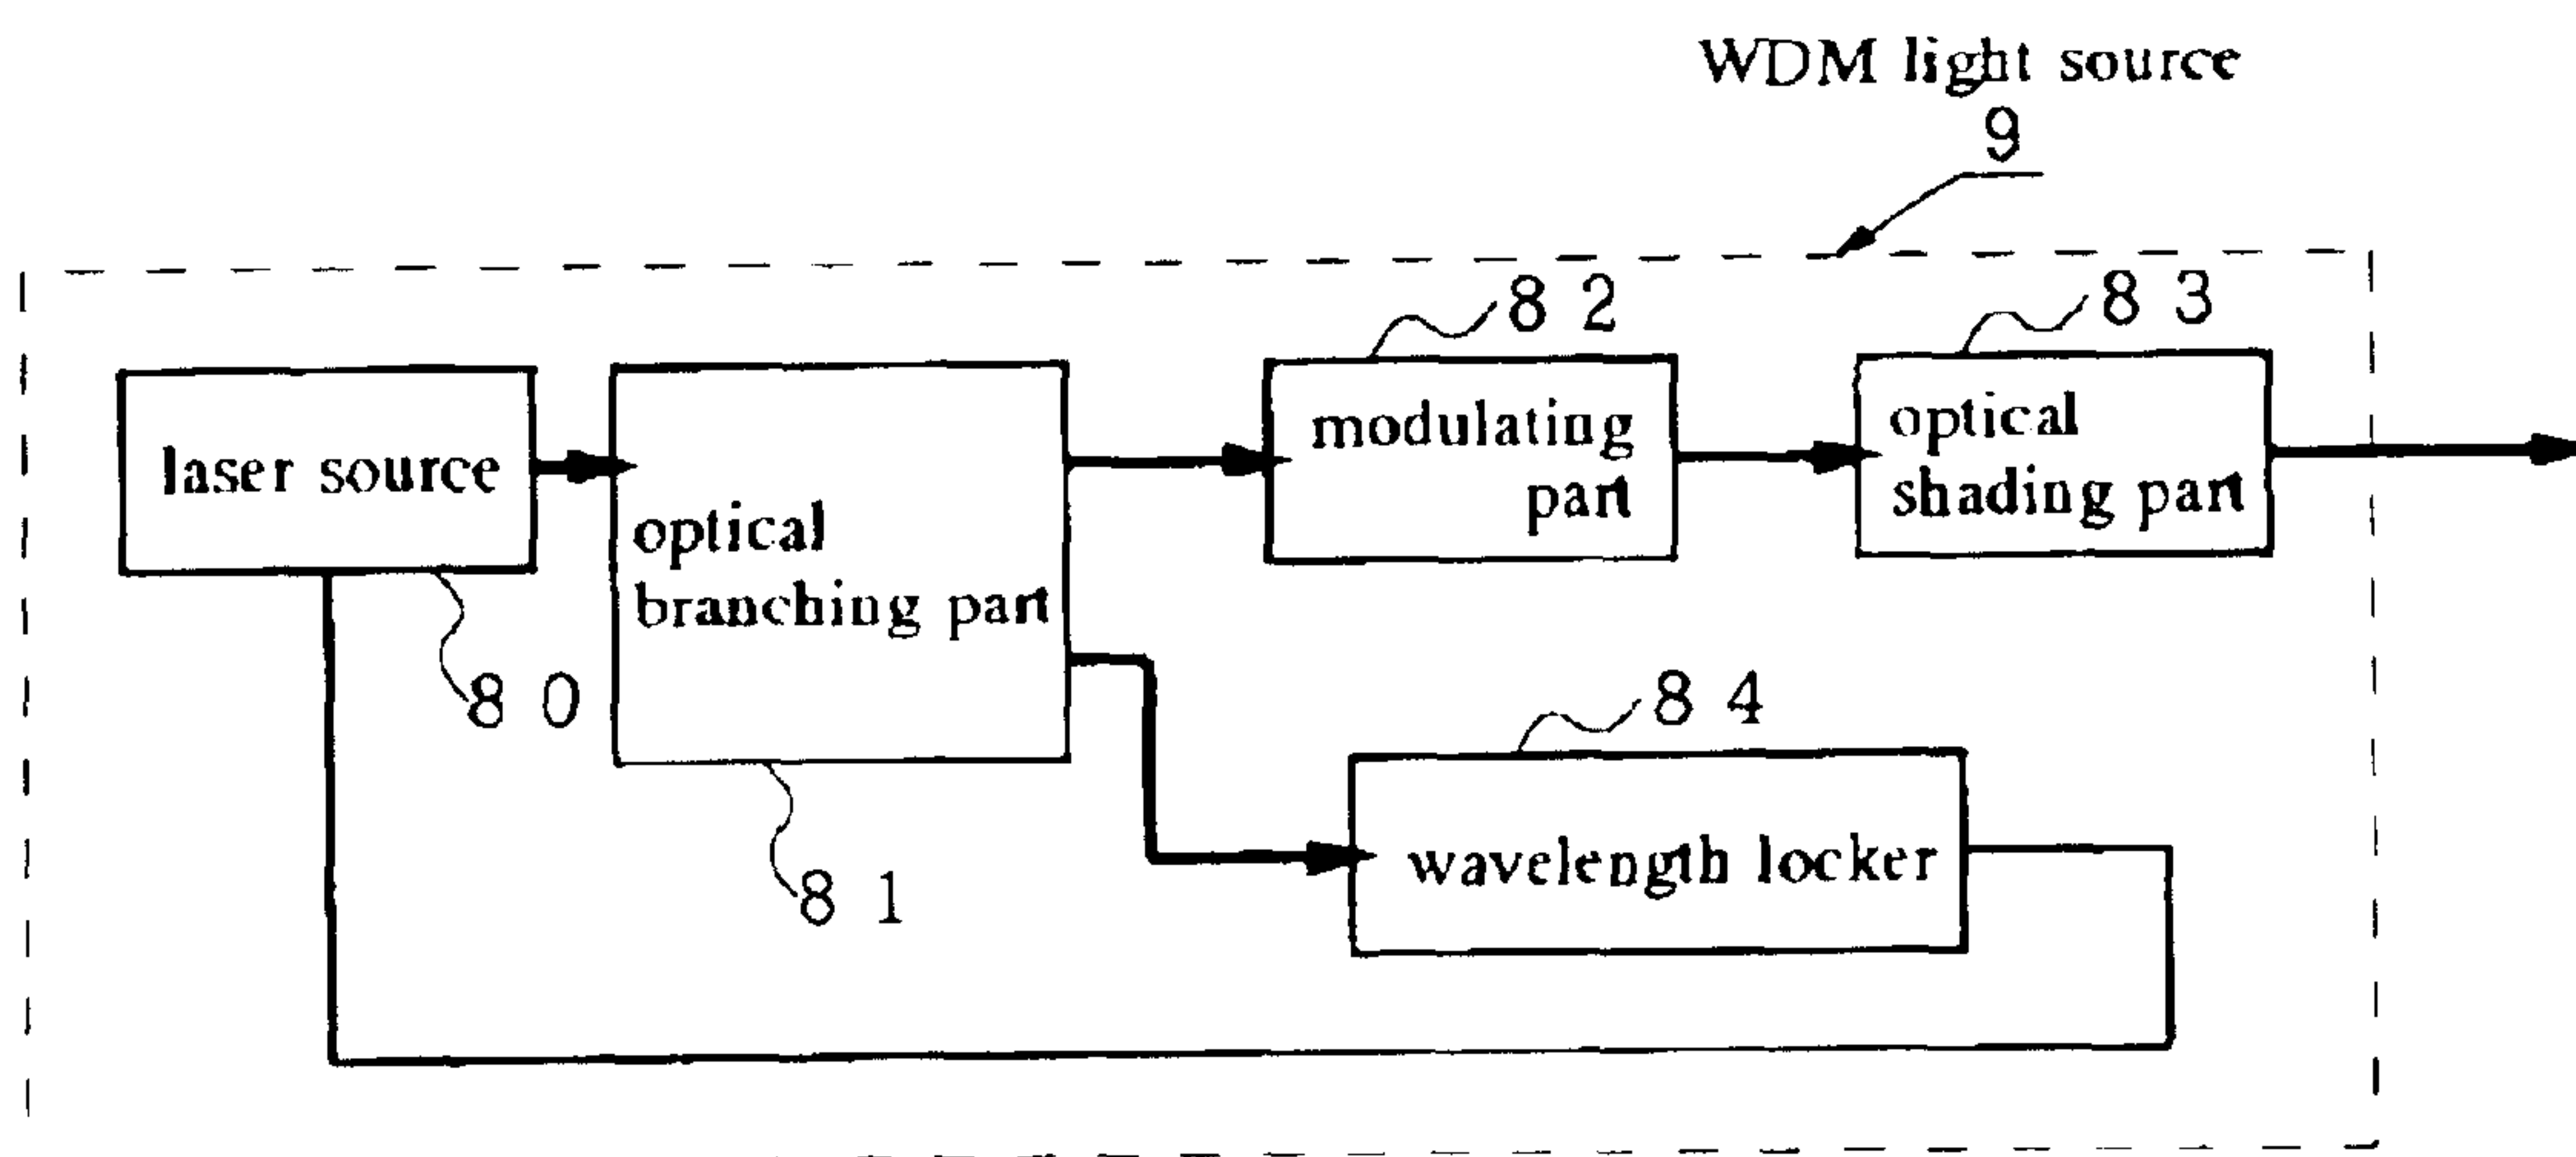 WDM light source
9
8 2
8 3
laser source
optical
branching part
modulating
part
optical
shading part
8 0
8 1
8 4
wavelength locker